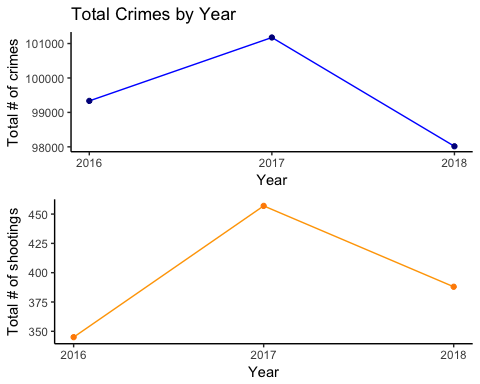 Total Crimes by Year
Total # of crimes
101000
100000
99000
98000
2016 2017 2018
Year
Total # of shootings
450
425
400
375
350
2016 2017 2018
Year